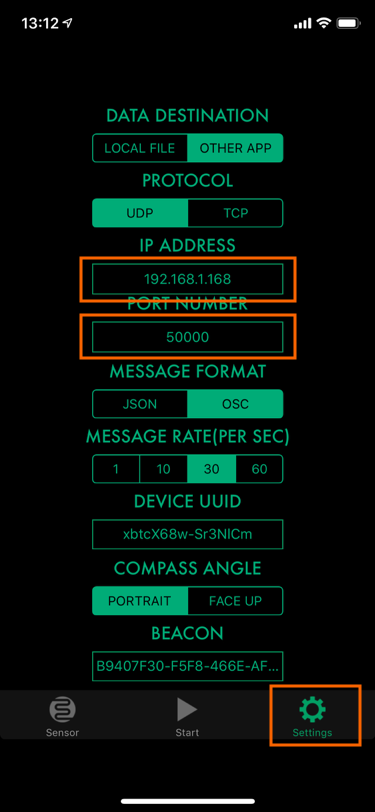 13:12
DATA DESTINATION
LOCAL FILE OTHER APP
PROTOCOL
UDP TCP
IP ADDRESS
192.168.1.168
PORT NUMBER
50000
MESSAGE FORMAT
JSON OSC
MESSAGE RATE(PER SEC)
1 10 30 60
DEVICE UUID
xbtcX68w-Sr3NlCm
COMPASS ANGLE
PORTRAIT FACE UP
BEACON
B9407F30-F5F8-466E-AF...
Sensor Start Settings